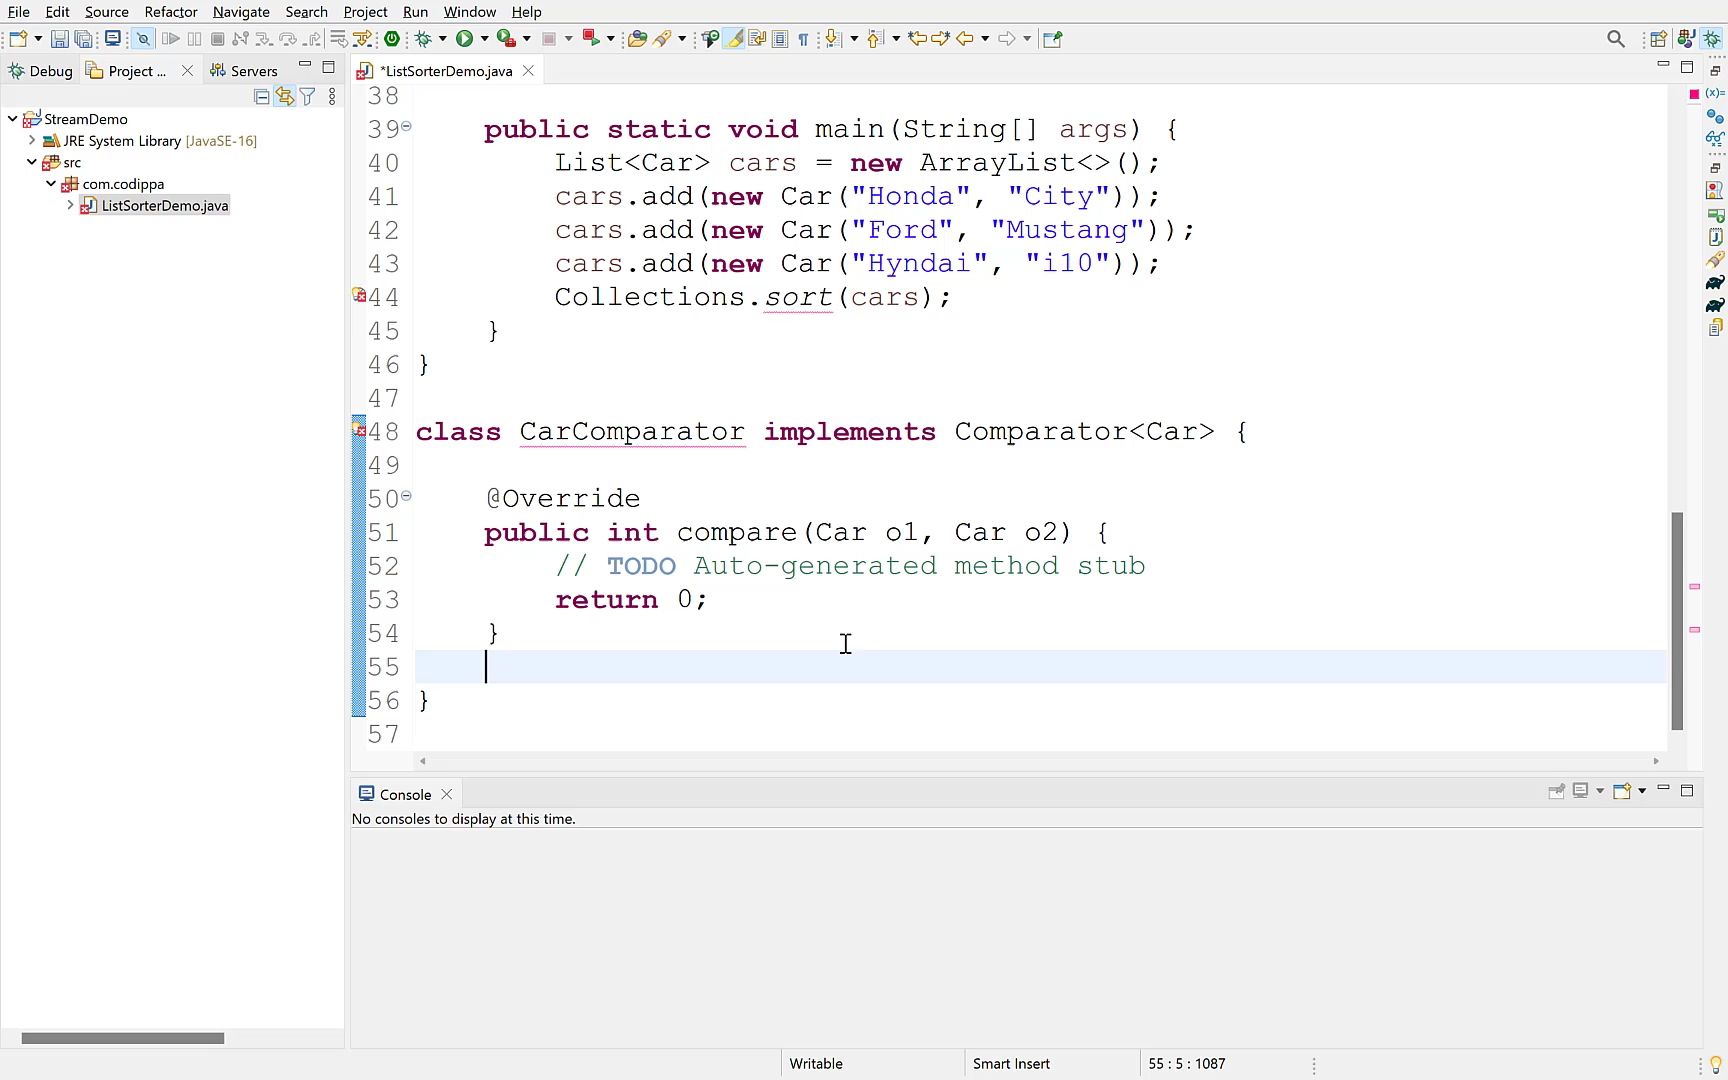 File Edit Source Refactor Navigate Search Project Run Window Help
Debug Project ... Servers *ListSorterDemo.java
StreamDemo
JRE System Library [JavaSE-16]
src
com.codippa
ListSorterDemo.java
38
39 public static void main(String[] args) {
40 List<Car> cars = new ArrayList<>();
41 cars.add(new Car("Honda", "City"));
42 cars.add(new Car("Ford", "Mustang"));
43 cars.add(new Car("Hyndai", "i10"));
44 Collections.sort(cars);
45 }
46 }
47
48 class CarComparator implements Comparator<Car> {
49
50 @Override
51 public int compare(Car o1, Car o2) {
52 // TODO Auto-generated method stub
53 return 0;
54 }
55
56 }
57
Console
No consoles to display at this time.
Writable Smart Insert 55 : 5 : 1087